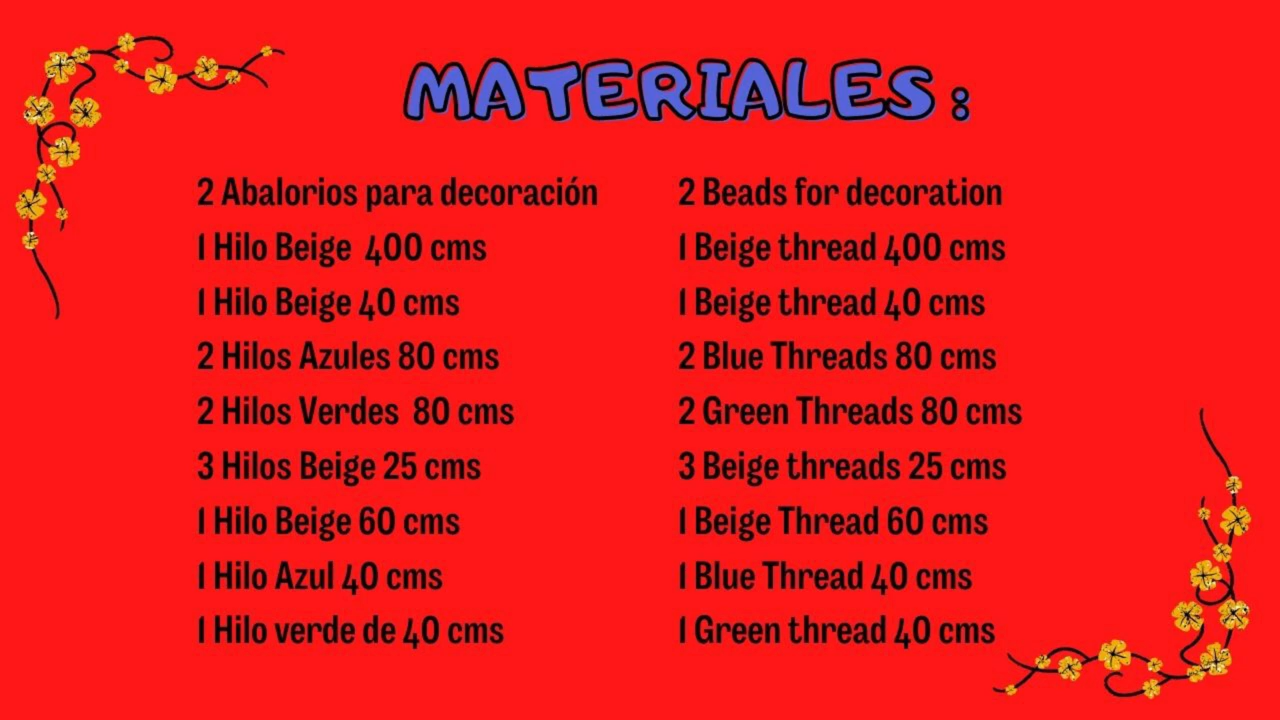 MATERIALES :
2 Abalorios para decoración
1 Hilo Beige  400 cms
1 Hilo Beige 40 cms
2 Hilos Azules 80 cms
2 Hilos Verdes  80 cms
3 Hilos Beige 25 cms
1 Hilo Beige 60 cms
1 Hilo Azul 40 cms
1 Hilo verde de 40 cms
2 Beads for decoration
1 Beige thread 400 cms
1 Beige thread 40 cms
2 Blue Threads 80 cms
2 Green Threads 80 cms
3 Beige threads 25 cms
1 Beige Thread 60 cms
1 Blue Thread 40 cms
1 Green thread 40 cms